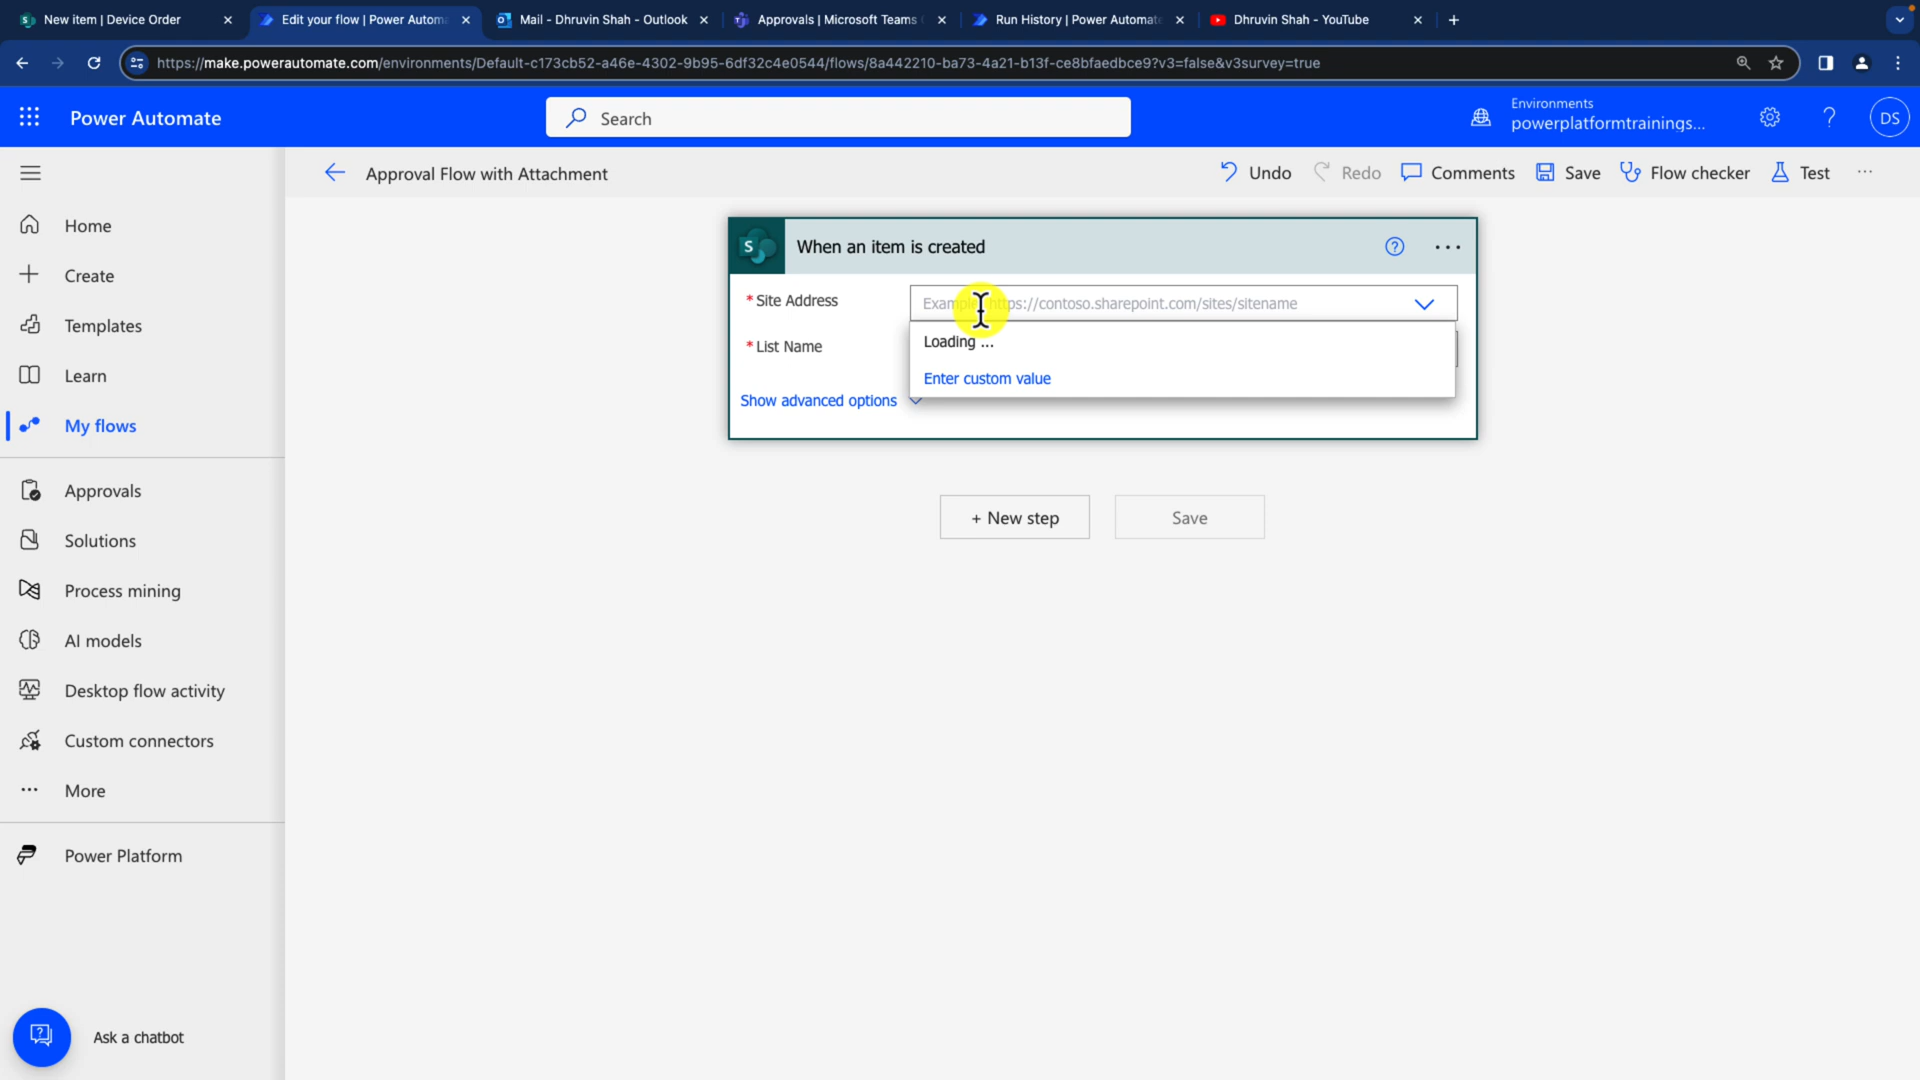 New item | Device Order
Edit your flow | Power Autom
Mail - Dhruvin Shah - Outlook
Approvals | Microsoft Teams
Run History | Power Automate
Dhruvin Shah - YouTube
https://make.powerautomate.com/environments/Default-c173cb52-a46e-4302-9b95-6df32c4e0544/flows/8a442210-ba73-4a21-b13f-ce8bfaedbce9?v3=false&v3survey=true
Power Automate
Search
Environments
powerplatformtrainings...
DS
Approval Flow with Attachment
Undo
Redo
Comments
Save
Flow checker
Test
Home
Create
Templates
Learn
My flows
Approvals
Solutions
Process mining
AI models
Desktop flow activity
Custom connectors
More
Power Platform
Ask a chatbot
S
When an item is created
* Site Address
https://contoso.sharepoint.com/sites/sitename
* List Name
Loading ...
Enter custom value
Show advanced options
+ New step
Save